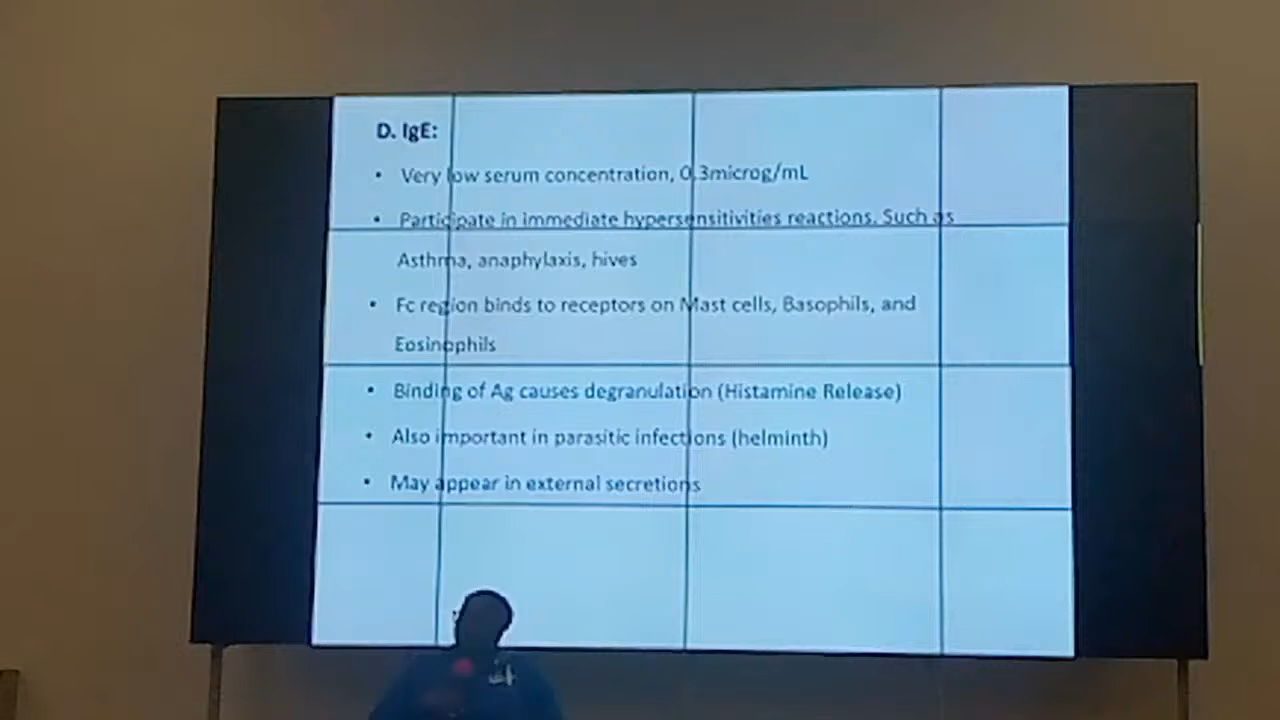 D. IgE:
• Very low serum concentration, 0.3microg/mL
• Participate in immediate hypersensitivities reactions. Such as
Asthma, anaphylaxis, hives
• Fc region binds to receptors on Mast cells, Basophils, and
Eosinophils
• Binding of Ag causes degranulation (Histamine Release)
• Also important in parasitic infections (helminth)
• May appear in external secretions